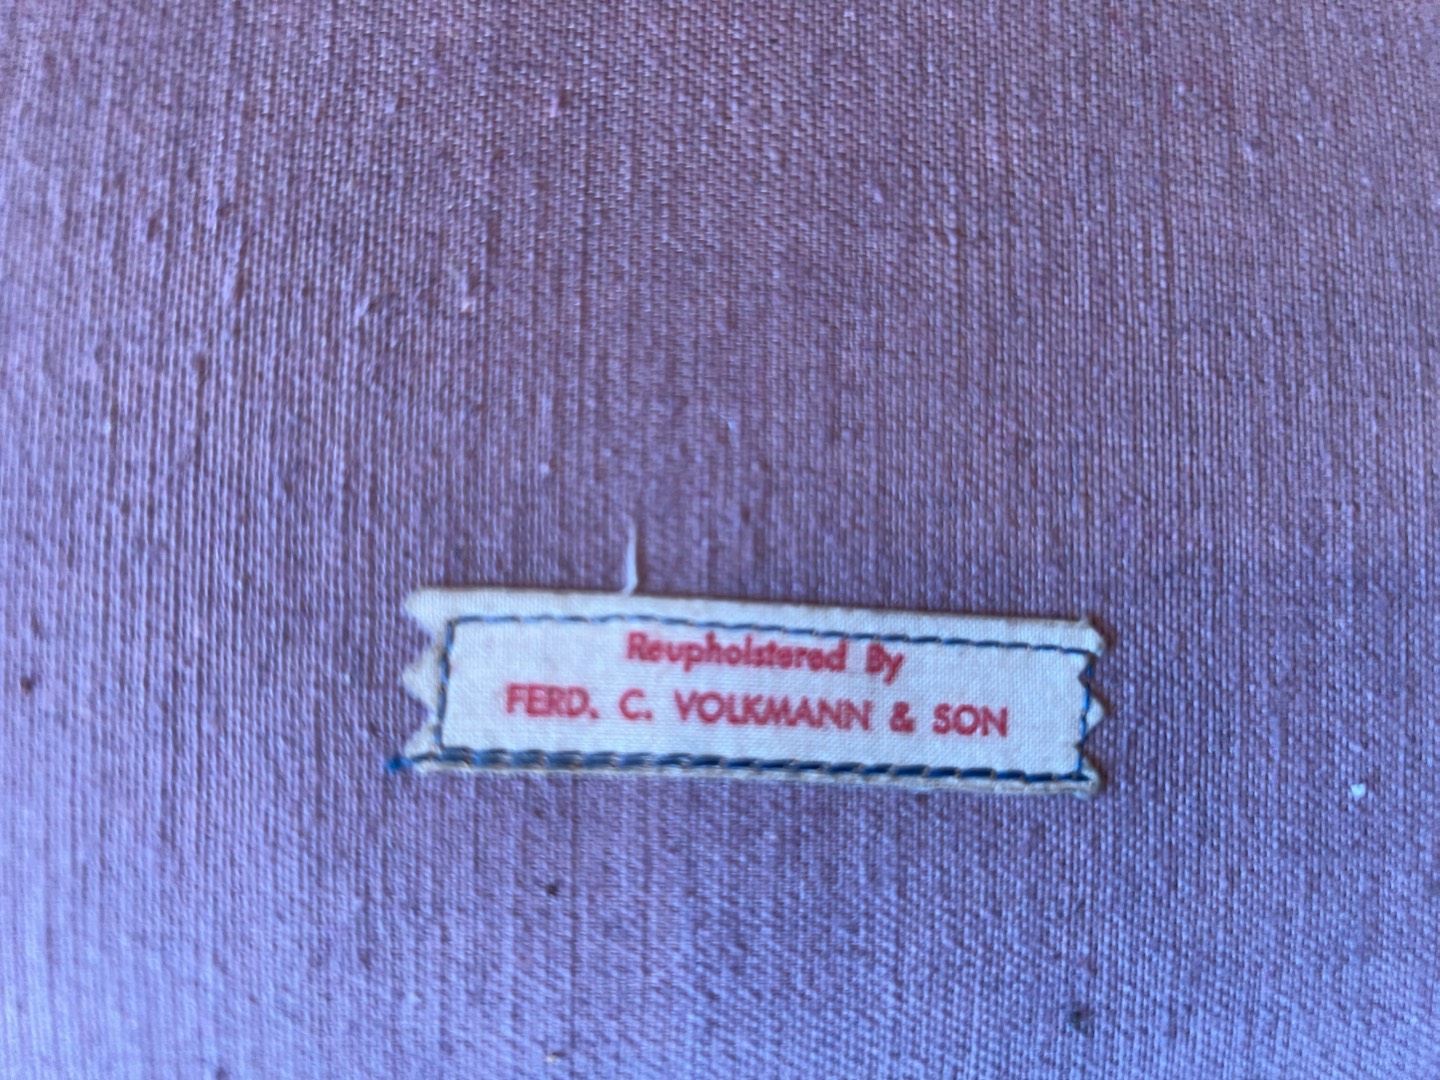 Reupholstered By
FERD. C. VOLKMANN & SON